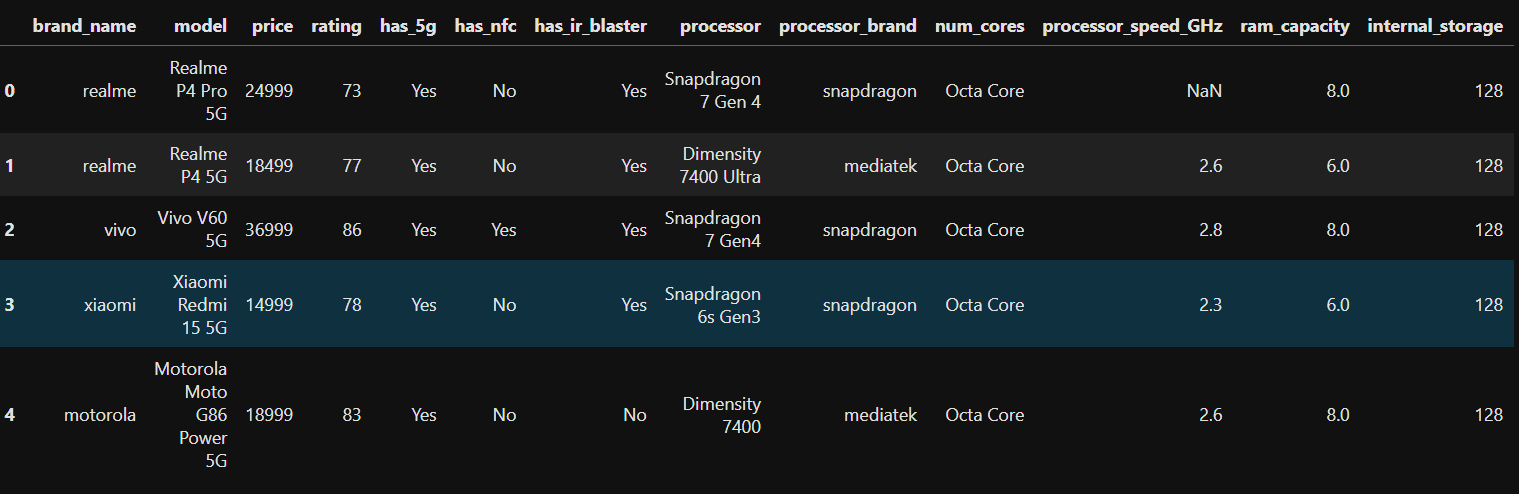 brand_name model price rating has_5g has_nfc has_ir_blaster processor processor_brand num_cores processor_speed_GHz ram_capacity internal_storage
0 realme Realme P4 Pro 5G 24999 73 Yes No Yes Snapdragon 7 Gen 4 snapdragon Octa Core NaN 8.0 128
1 realme Realme P4 5G 18499 77 Yes No Yes Dimensity 7400 Ultra mediatek Octa Core 2.6 6.0 128
2 vivo Vivo V60 5G 36999 86 Yes Yes Yes Snapdragon 7 Gen4 snapdragon Octa Core 2.8 8.0 128
3 xiaomi Xiaomi Redmi 15 5G 14999 78 Yes No Yes Snapdragon 6s Gen3 snapdragon Octa Core 2.3 6.0 128
4 motorola Motorola Moto G86 Power 5G 18999 83 Yes No No Dimensity 7400 mediatek Octa Core 2.6 8.0 128